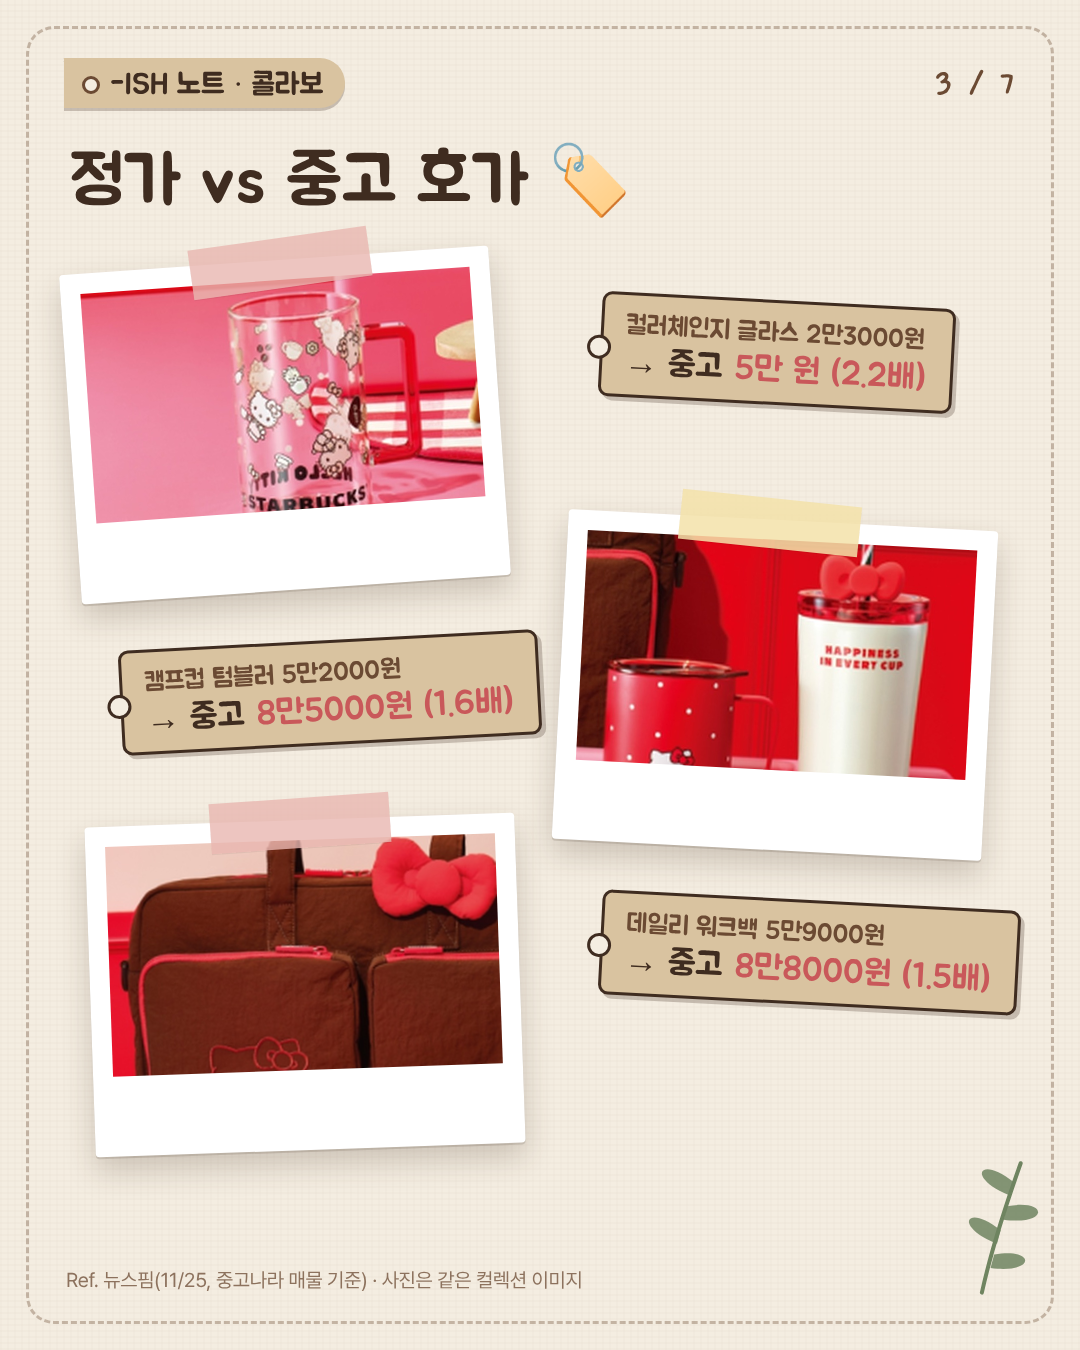 -ISH 노트 · 콜라보
3 / 7
정가 vs 중고 호가
컬러체인지 글라스 2만3000원
→ 중고 5만 원 (2.2배)
HELLO KITTY
STARBUCKS
HAPPINESS
IN EVERY CUP
캠프컵 텀블러 5만2000원
→ 중고 8만5000원 (1.6배)
데일리 워크백 5만9000원
→ 중고 8만8000원 (1.5배)
Ref. 뉴스핌(11/25, 중고나라 매물 기준) · 사진은 같은 컬렉션 이미지